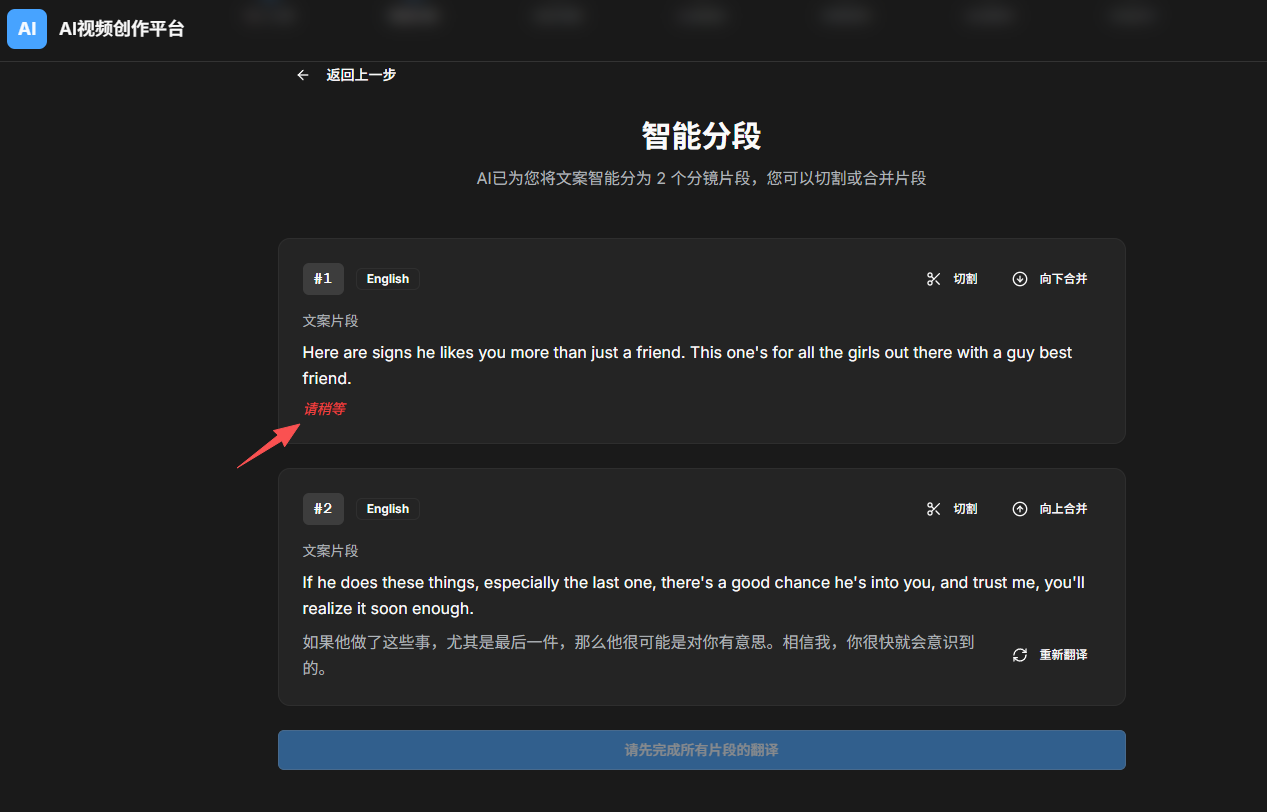 AI AI视频创作平台
返回上一步
智能分段
AI已为您将文案智能分为 2 个分镜片段，您可以切割或合并片段
#1 English 切割 向下合并
文案片段
Here are signs he likes you more than just a friend. This one's for all the girls out there with a guy best
friend.
请稍等
#2 English 切割 向上合并
文案片段
If he does these things, especially the last one, there's a good chance he's into you, and trust me, you'll
realize it soon enough.
如果他做了这些事，尤其是最后一件，那么他很可能是对你有意思。相信我，你很快就会意识到
的。
重新翻译
请先完成所有片段的翻译